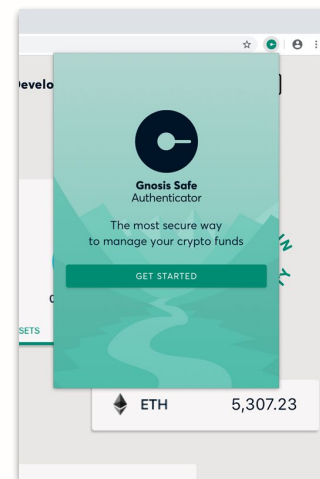 Develo
Gnosis Safe
Authenticator
The most secure way
to manage your crypto funds
GET STARTED
SETS
ETH 5,307.23